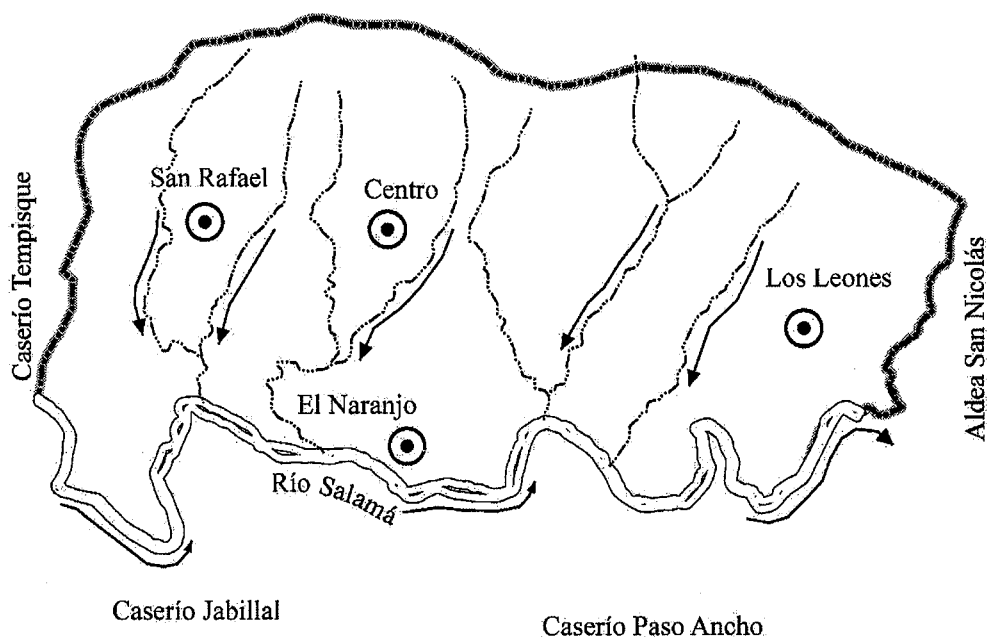 San Rafael
Centro
Caserío Tempisque
Los Leones
Aldea San Nicolás
El Naranjo
Río Salamá
Caserío Jabillal
Caserío Paso Ancho